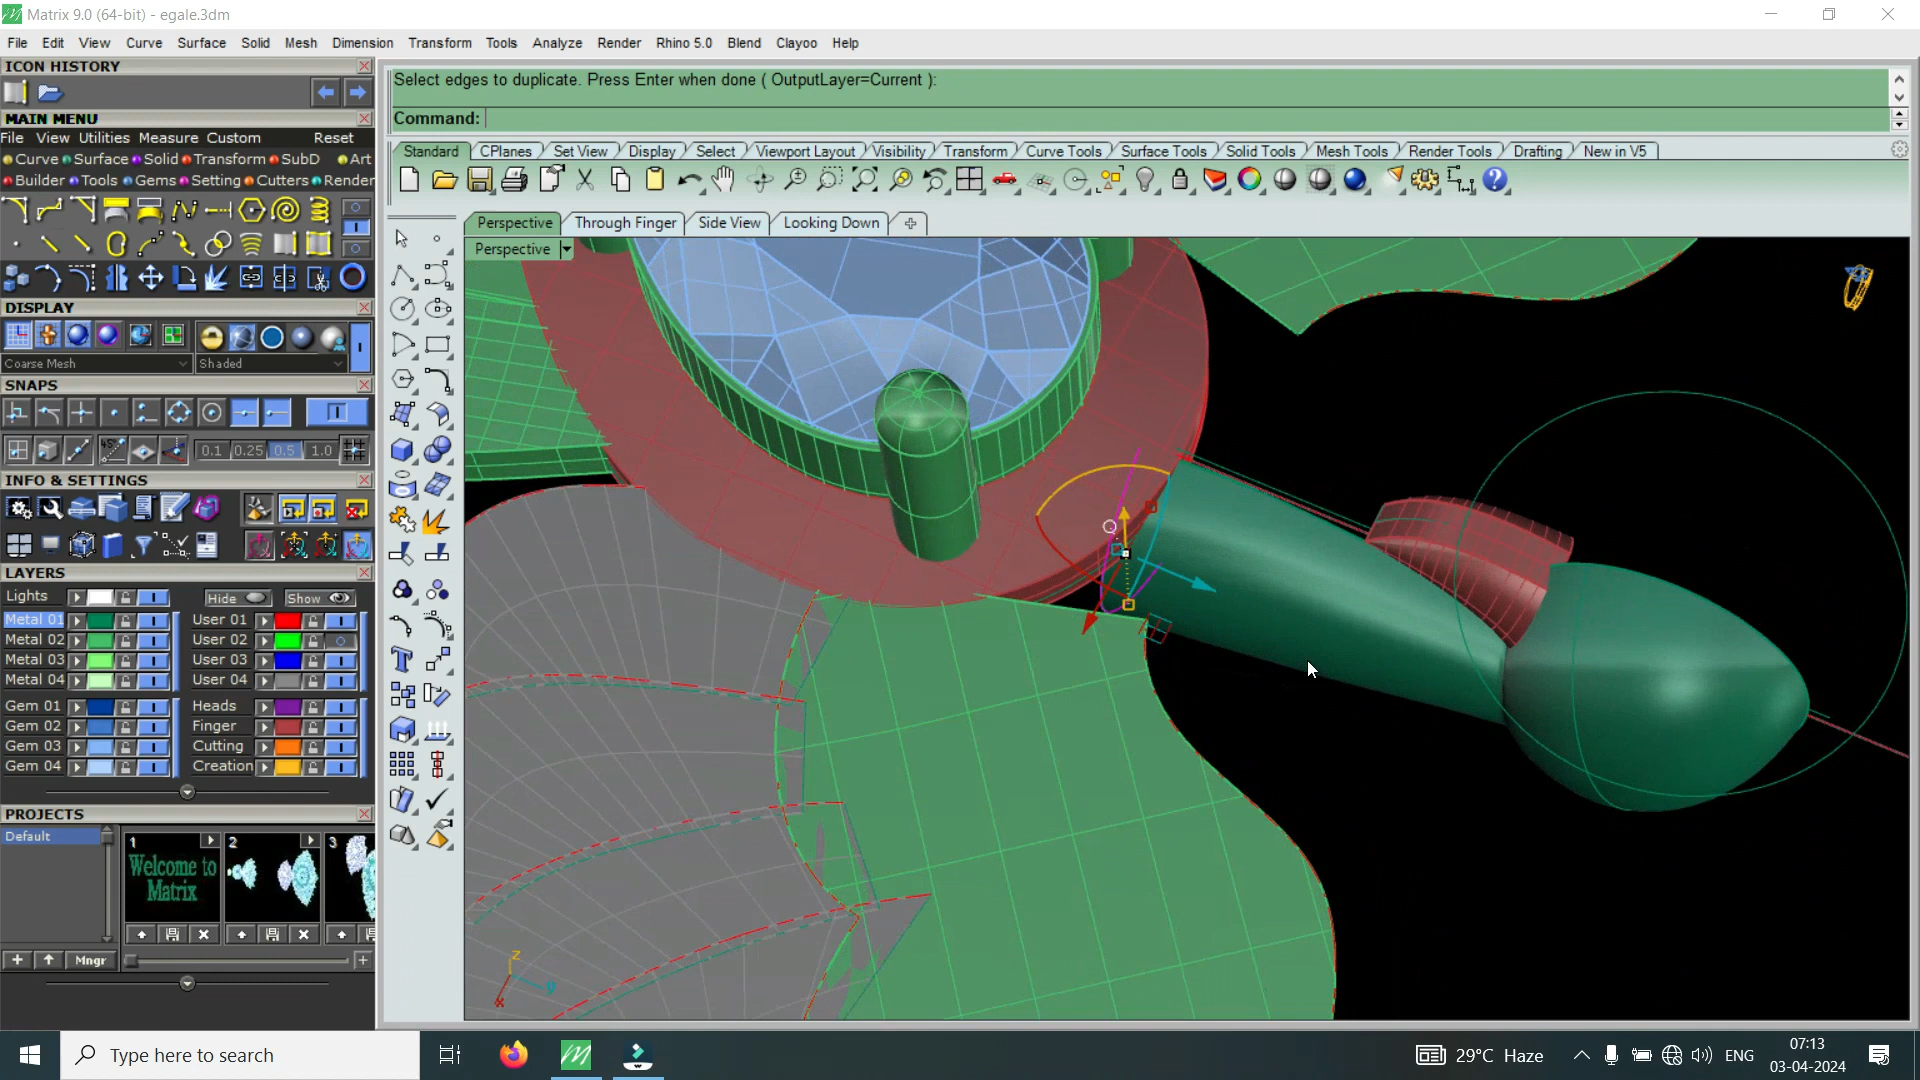 Matrix 9.0 (64-bit) - egale.3dm
File Edit View Curve Surface Solid Mesh Dimension Transform Tools Analyze Render Rhino 5.0 Blend Clayoo Help
ICON HISTORY
MAIN MENU
File View Utilities Measure Custom Reset
Curve Surface Solid Transform SubD Art
Builder Tools Gems Setting Cutters Render
DISPLAY
Coarse Mesh Shaded
SNAPS
0.1 0.25 0.5 1.0
INFO & SETTINGS
LAYERS
Lights Hide Show
Metal 01 User 01
Metal 02 User 02
Metal 03 User 03
Metal 04 User 04
Gem 01 Heads
Gem 02 Finger
Gem 03 Cutting
Gem 04 Creation
PROJECTS
Default
1 2 3
Welcome to
Matrix
Mngr
Select edges to duplicate. Press Enter when done ( OutputLayer=Current ):
Command:
Standard CPlanes Set View Display Select Viewport Layout Visibility Transform Curve Tools Surface Tools Solid Tools Mesh Tools Render Tools Drafting New in V5
Perspective Through Finger Side View Looking Down
Perspective
z
y
x
Type here to search
29°C Haze
ENG
07:13
03-04-2024